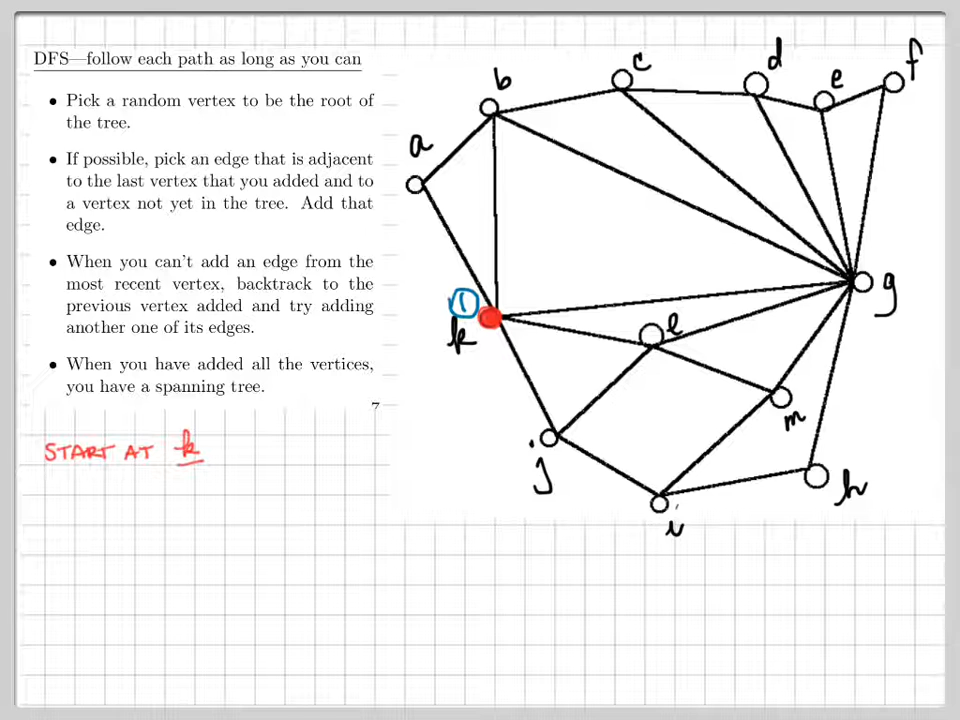 DFS—follow each path as long as you can
• Pick a random vertex to be the root of
the tree.
• If possible, pick an edge that is adjacent
to the last vertex that you added and to
a vertex not yet in the tree. Add that
edge.
• When you can't add an edge from the
most recent vertex, backtrack to the
previous vertex added and try adding
another one of its edges.
• When you have added all the vertices,
you have a spanning tree.
7
START AT k
a
b
c
d
e
f
g
1
k
l
m
j
i
h